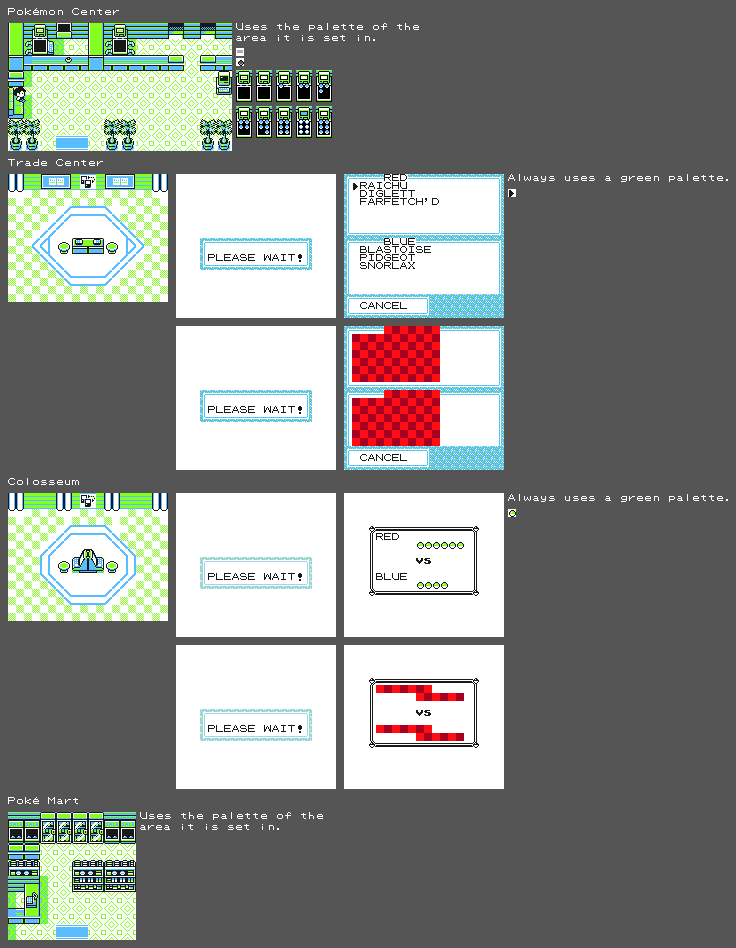 Pokémon Center
Uses the palette of the
area it is set in.
Trade Center
Always uses a green palette.
PLEASE WAIT!
RED
RAICHU
DIGLETT
FARFETCH'D
BLUE
BLASTOISE
PIDGEOT
SNORLAX
CANCEL
PLEASE WAIT!
CANCEL
Colosseum
Always uses a green palette.
PLEASE WAIT!
RED
VS
BLUE
PLEASE WAIT!
VS
Poké Mart
Uses the palette of the
area it is set in.